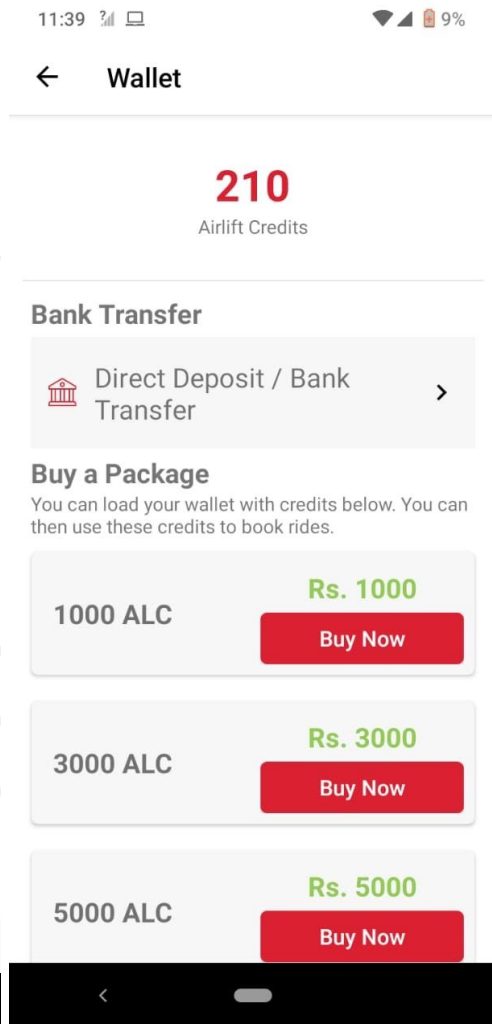 11:39 9%
Wallet
210
Airlift Credits
Bank Transfer
Direct Deposit / Bank
Transfer
Buy a Package
You can load your wallet with credits below. You can
then use these credits to book rides.
Rs. 1000
1000 ALC
Buy Now
Rs. 3000
3000 ALC
Buy Now
Rs. 5000
5000 ALC
Buy Now